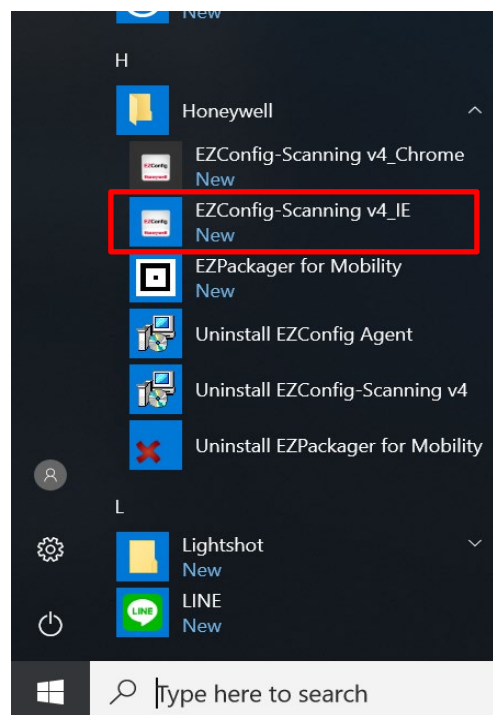 New
H
Honeywell
EZConfig-Scanning v4_Chrome
New
EZConfig-Scanning v4_IE
New
EZPackager for Mobility
New
Uninstall EZConfig Agent
Uninstall EZConfig-Scanning v4
Uninstall EZPackager for Mobility
L
Lightshot
New
LINE
LINE
New
Type here to search